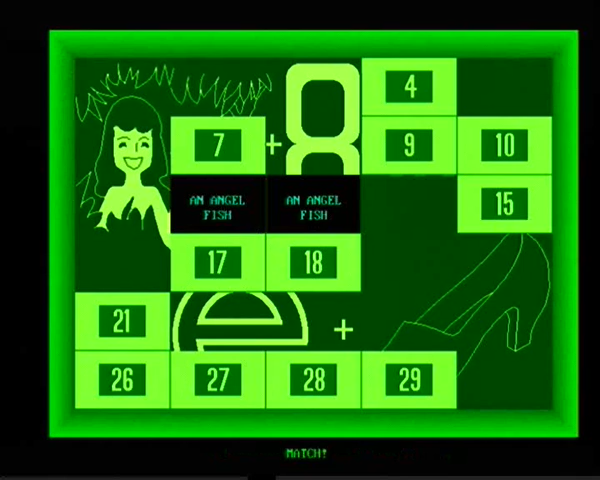 4
7 + 8 9 10
AN ANGEL FISH AN ANGEL FISH 15
17 18
21 e +
26 27 28 29
MATCH!